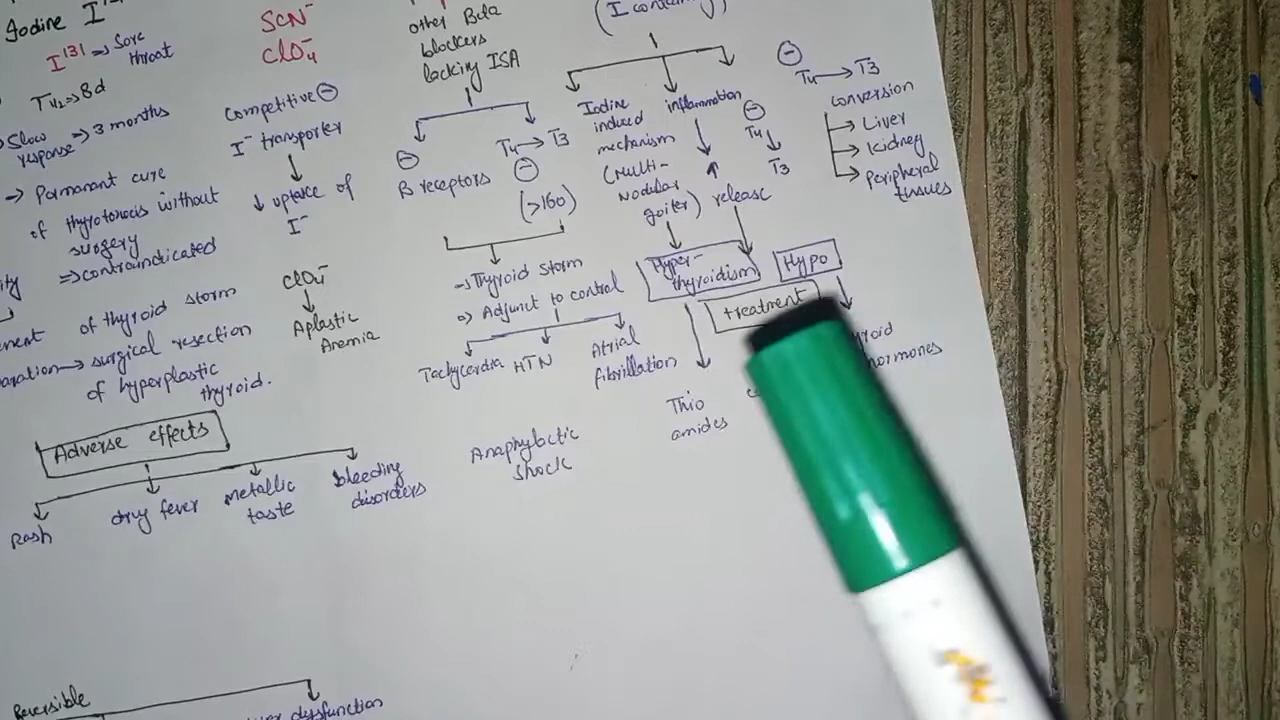 Iodine I
I131 => Sore
throat
T1/2 => 8d
Slow
response => 3 months
→ Permanant cure
of thyrotoxosis without
surgery
=> contraindicated
of thyroid storm
→ surgical resection
of hyperplastic
thyroid.
Adverse effects
Rash
drug fever
metallic
taste
bleeding
disorders
Reversible
dysfunction
SCN-
ClO4-
Competitive ⊖
I- transporter
↓ uptake of
I-
ClO4-
Aplastic
Anemia
other Beta
blockers
lacking ISA
⊖
B receptors
T4 → T3
⊖
(>160)
→ Thyroid storm
=> Adjunct to control
Tachycardia
HTN
Atrial
fibrillation
Anaphylactic
shock
(I containing)
Iodine
induced
mechanism
(Multi-
nodular
goiter)
inflammation
↑
release
⊖
T4
↓
T3
⊖
T4 → T3
conversion
→ Liver
→ Kidney
→ Peripheral
tissues
Hyper-
thyroidism
Hypo
treatment
Thio
amides
hormones